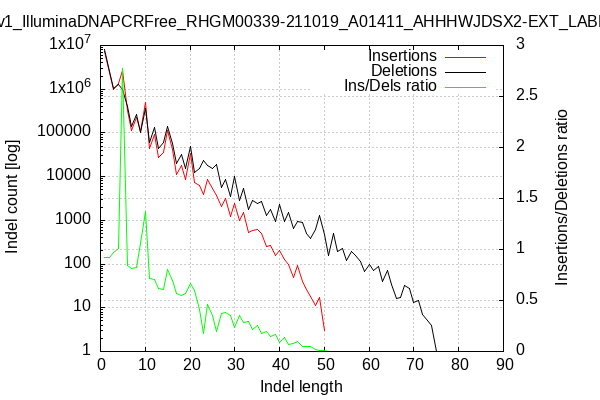 v1_IlluminaDNAPCRFree_RHGM00339-211019_A01411_AHHHWJDSX2-EXT_LABI
1x10^7
1x10^6
100000
10000
1000
100
10
1
3
2.5
2
1.5
1
0.5
0
Insertions
Deletions
Ins/Dels ratio
Indel count [log]
Insertions/Deletions ratio
0 10 20 30 40 50 60 70 80 90
Indel length